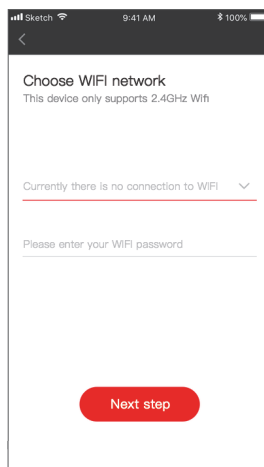 Sketch 9:41 AM 100%
Choose WIFI network
This device only supports 2.4GHz Wifi
Currently there is no connection to WIFI
Please enter your WIFI password
Next step